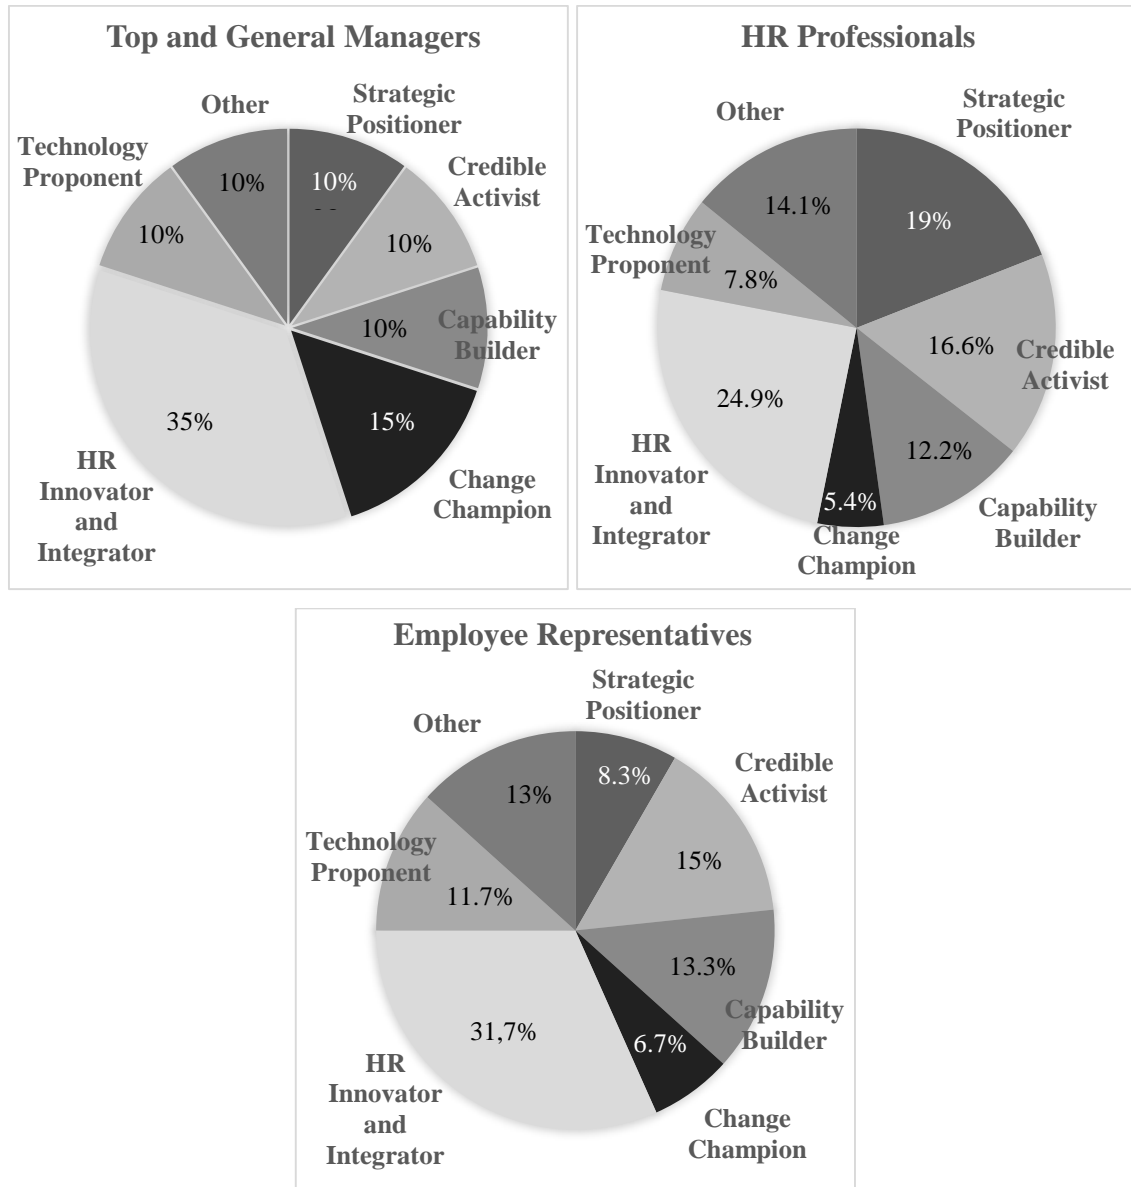 Top and General Managers
Other
Strategic
Positioner
Technology
Proponent
Credible
Activist
10%
10%
10%
10%
Capability
Builder
10%
35%
15%
HR
Innovator
and
Integrator
Change
Champion
HR Professionals
Other
Strategic
Positioner
14.1%
19%
Technology
Proponent
7.8%
16.6%
Credible
Activist
24.9%
12.2%
HR
Innovator
and
Integrator
5.4%
Change
Champion
Capability
Builder
Employee Representatives
Strategic
Positioner
Other
Credible
Activist
8.3%
13%
Technology
Proponent
15%
11.7%
13.3%
Capability
Builder
31,7%
6.7%
HR
Innovator
and
Integrator
Change
Champion